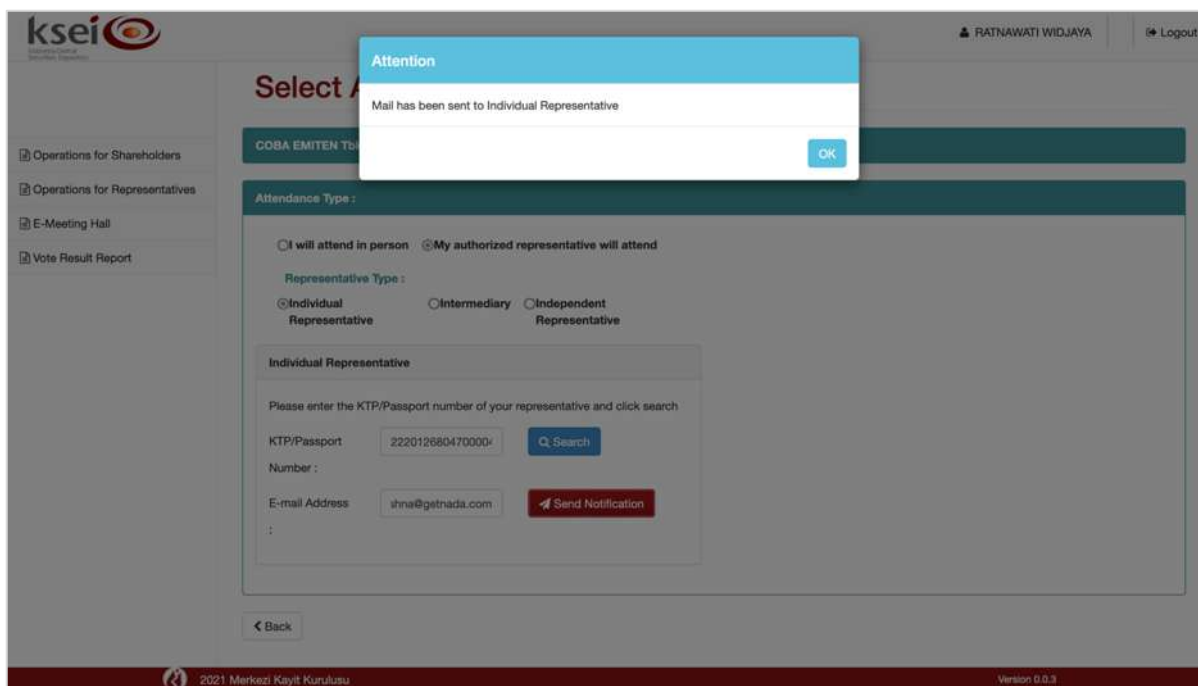 ksei
RATNAWATI WIDJAJA
Logout
Attention
Mail has been sent to Individual Representative
OK
Select A
COBA EMITEN Tb
Attendance Type :
Operations for Shareholders
Operations for Representatives
E-Meeting Hall
Vote Result Report
I will attend in person My authorized representative will attend
Representative Type :
Individual Intermediary Independent
Representative Representative
Individual Representative
Please enter the KTP/Passport number of your representative and click search
KTP/Passport 22201268047000 Search
Number :
E-mail Address shna@getnada.com Send Notification
:
Back
2021 Merkezi Kayit Kurulusu
Version 0.0.3